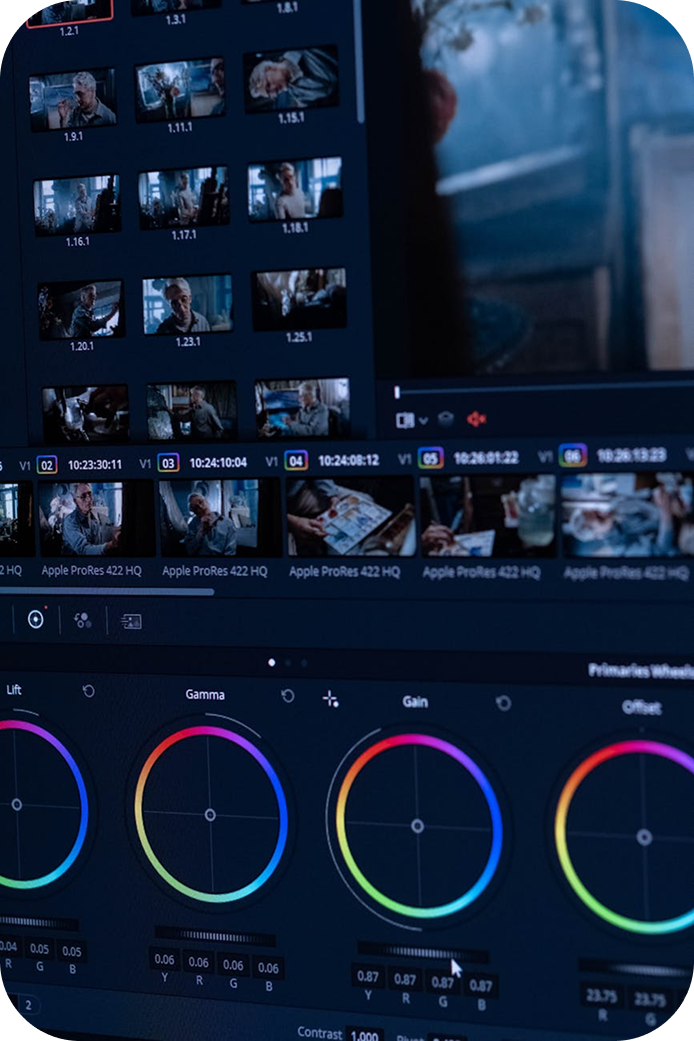 1.2.1 1.3.1 1.8.1
1.9.1 1.11.1 1.15.1
1.16.1 1.17.1 1.18.1
1.20.1 1.23.1 1.25.1
V1 02 10:23:30:11 V1 03 10:24:10:04 V1 04 10:24:08:12 V1 05 10:26:01:22 V1 06 10:26:13:23 V
2 HQ Apple ProRes 422 HQ Apple ProRes 422 HQ Apple ProRes 422 HQ Apple ProRes 422 HQ Apple ProRes 422 HQ
Primaries Wheels
Lift Gamma Gain Offset
0.04 0.05 0.05 0.06 0.06 0.06 0.06 0.87 0.87 0.87 0.87 23.75 23.75
R G B Y R G B Y R G B R G
2
Contrast 1.000